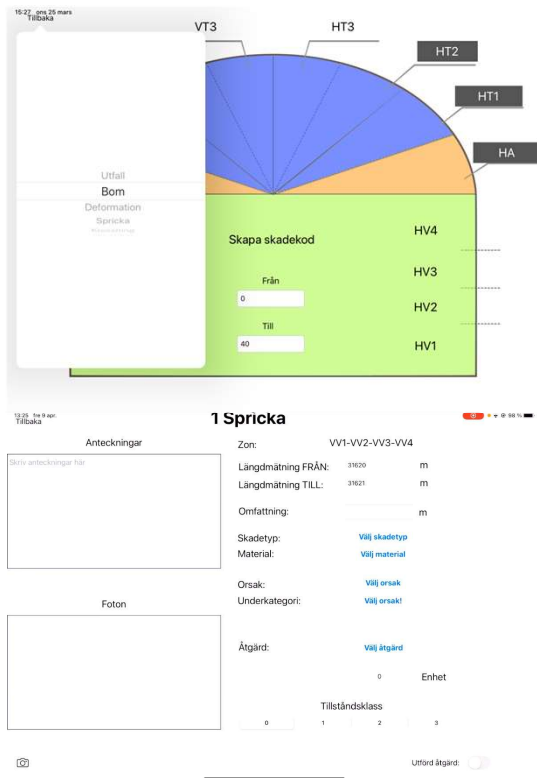 15:27 ons 25 mars
Tillbaka
VT3
HT3
HT2
HT1
HA
Utfall
Bom
Deformation
Spricka
Skapa skadekod
Från
0
Till
40
HV4
HV3
HV2
HV1
13:25 fre 9 apr.
Tillbaka
1 Spricka
98 %
Anteckningar
Skriv anteckningar här
Zon: VV1-VV2-VV3-VV4
Längdmätning FRÅN: 31620 m
Längdmätning TILL: 31621 m
Omfattning: m
Skadetyp: Välj skadetyp
Material: Välj material
Orsak: Välj orsak
Underkategori: Välj orsak!
Foton
Åtgärd: Välj åtgärd
0 Enhet
Tillståndsklass
0 1 2 3
Utförd åtgärd: